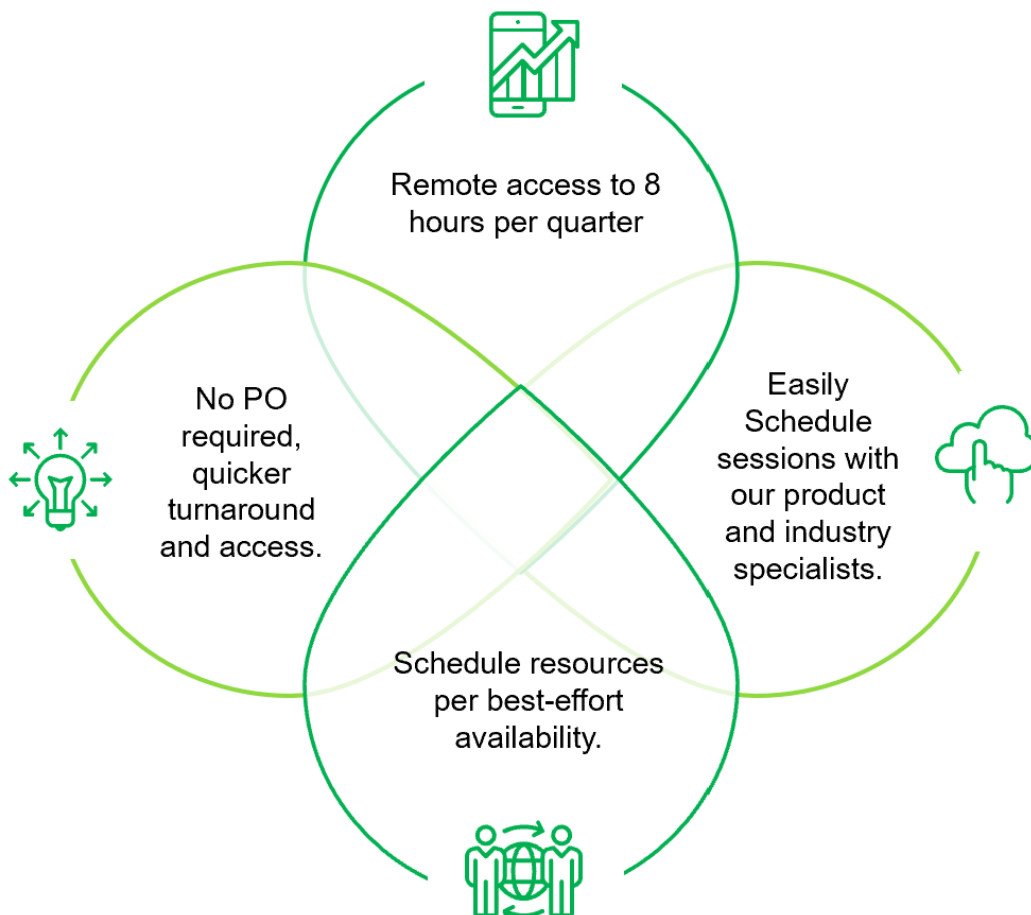 Remote access to 8
hours per quarter
No PO
required,
quicker
turnaround
and access.
Easily
Schedule
sessions with
our product
and industry
specialists.
Schedule resources
per best-effort
availability.